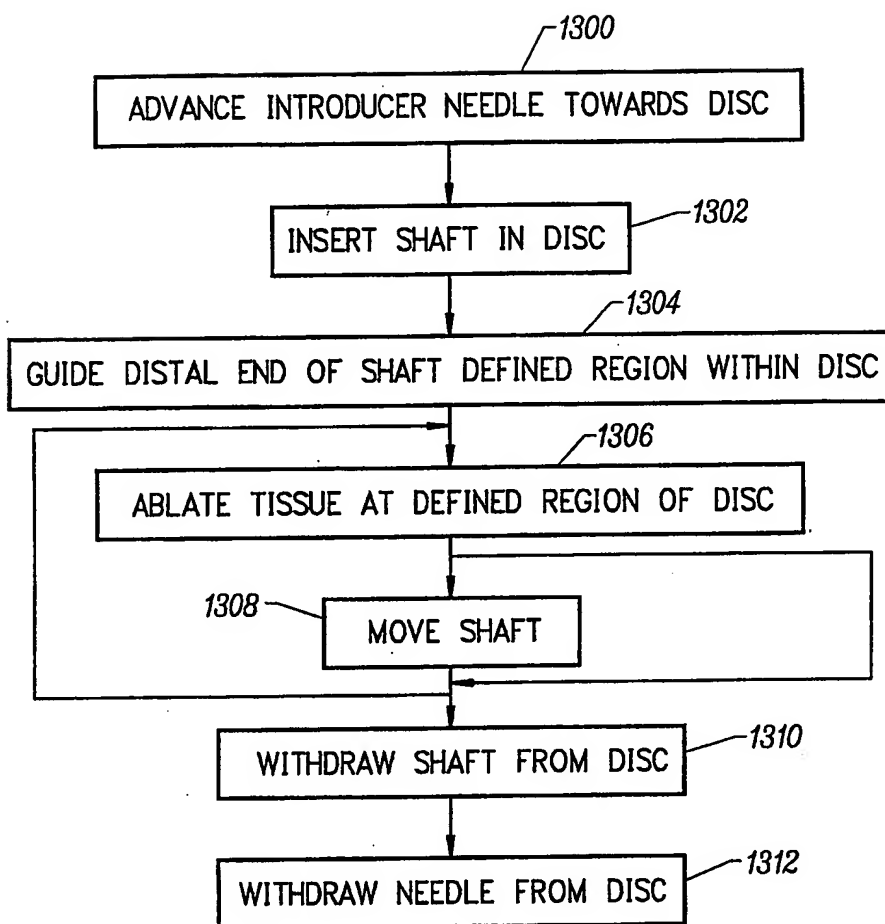 1300
ADVANCE INTRODUCER NEEDLE TOWARDS DISC
1302
INSERT SHAFT IN DISC
1304
GUIDE DISTAL END OF SHAFT DEFINED REGION WITHIN DISC
1306
ABLATE TISSUE AT DEFINED REGION OF DISC
1308
MOVE SHAFT
1310
WITHDRAW SHAFT FROM DISC
1312
WITHDRAW NEEDLE FROM DISC